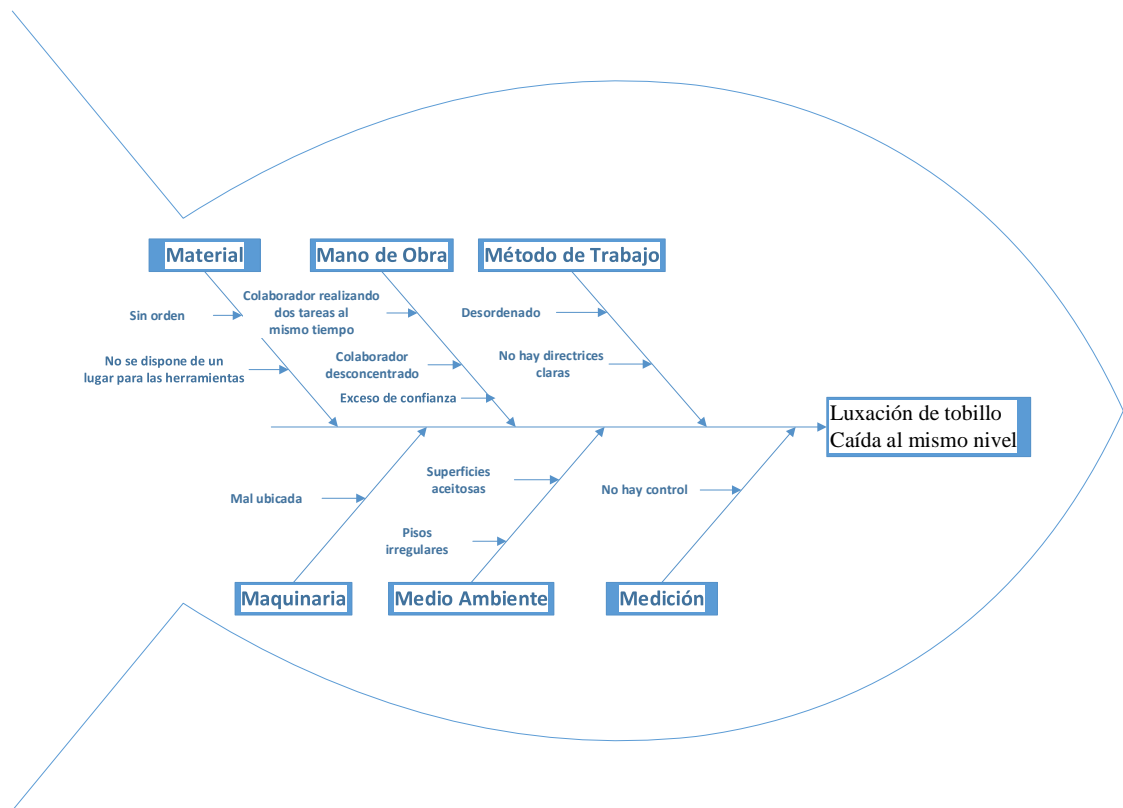 Material
Mano de Obra
Método de Trabajo
Sin orden
No se dispone de un
lugar para las herramientas
Colaborador realizando
dos tareas al
mismo tiempo
Colaborador
desconcentrado
Exceso de confianza
Desordenado
No hay directrices
claras
Luxación de tobillo
Caída al mismo nivel
Mal ubicada
Superficies
aceitosas
Pisos
irregulares
No hay control
Maquinaria
Medio Ambiente
Medición